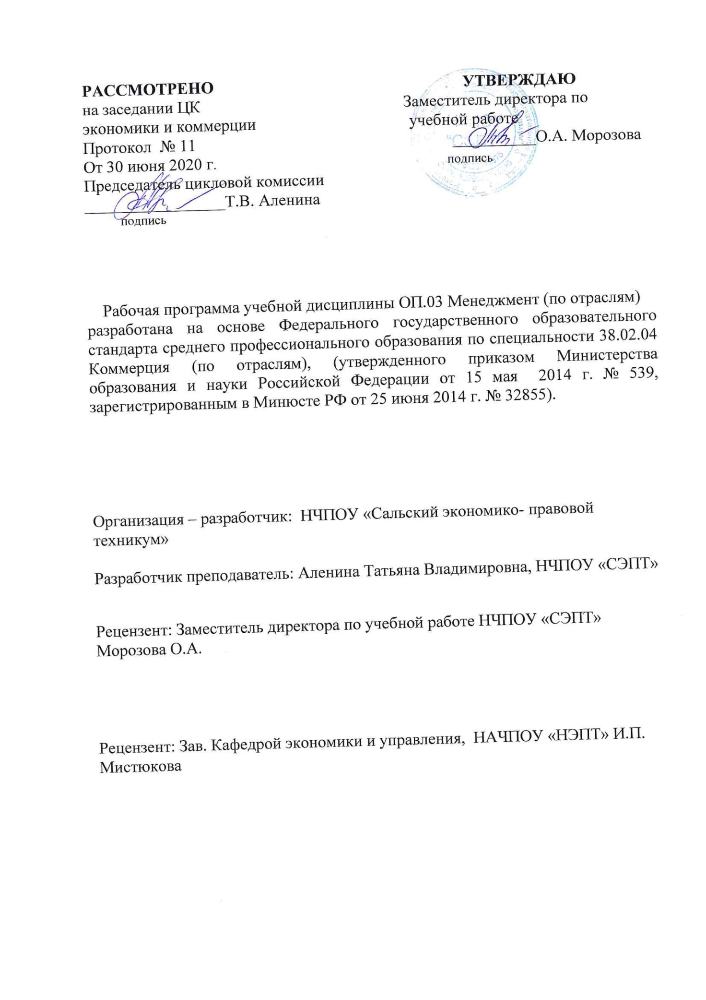 РАССМОТРЕНО
на заседании ЦК
экономики и коммерции
Протокол № 11
От 30 июня 2020 г.
Председатель цикловой комиссии
Т.В. Аленина
подпись
УТВЕРЖДАЮ
Заместитель директора по
учебной работе
О.А. Морозова
подпись
Рабочая программа учебной дисциплины ОП.03 Менеджмент (по отраслям)
разработана на основе Федерального государственного образовательного
стандарта среднего профессионального образования по специальности 38.02.04
Коммерция (по отраслям), (утвержденного приказом Министерства
образования и науки Российской Федерации от 15 мая 2014 г. № 539,
зарегистрированным в Минюсте РФ от 25 июня 2014 г. № 32855).
Организация – разработчик: НЧПОУ «Сальский экономико- правовой
техникум»
Разработчик преподаватель: Аленина Татьяна Владимировна, НЧПОУ «СЭПТ»
Рецензент: Заместитель директора по учебной работе НЧПОУ «СЭПТ»
Морозова О.А.
Рецензент: Зав. Кафедрой экономики и управления, НАЧПОУ «НЭПТ» И.П.
Мистюкова